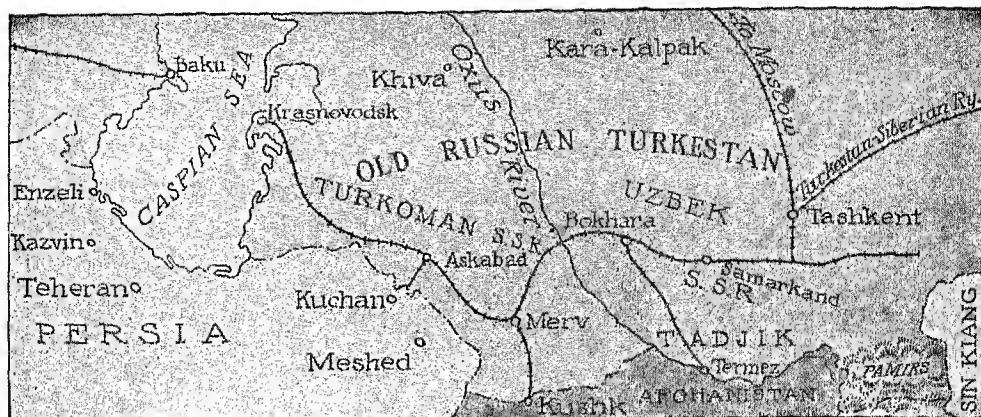 Baku
CASPIAN SEA
Krasnovodsk
Khiva
Oxus River
Kara-Kalpak
To Moscow
Turkestan-Siberian Ry.
OLD RUSSIAN TURKESTAN
TURKOMAN S.S.R
UZBEK
S.S.R
Enzeli
Kazvin
Teheran
PERSIA
Askabad
Kuchan
Meshed
Merv
Kushk
Bokhara
Samarkand
Tashkent
TADJIK
Termez
AFGHANISTAN
PAMIRS
SIN KIANG